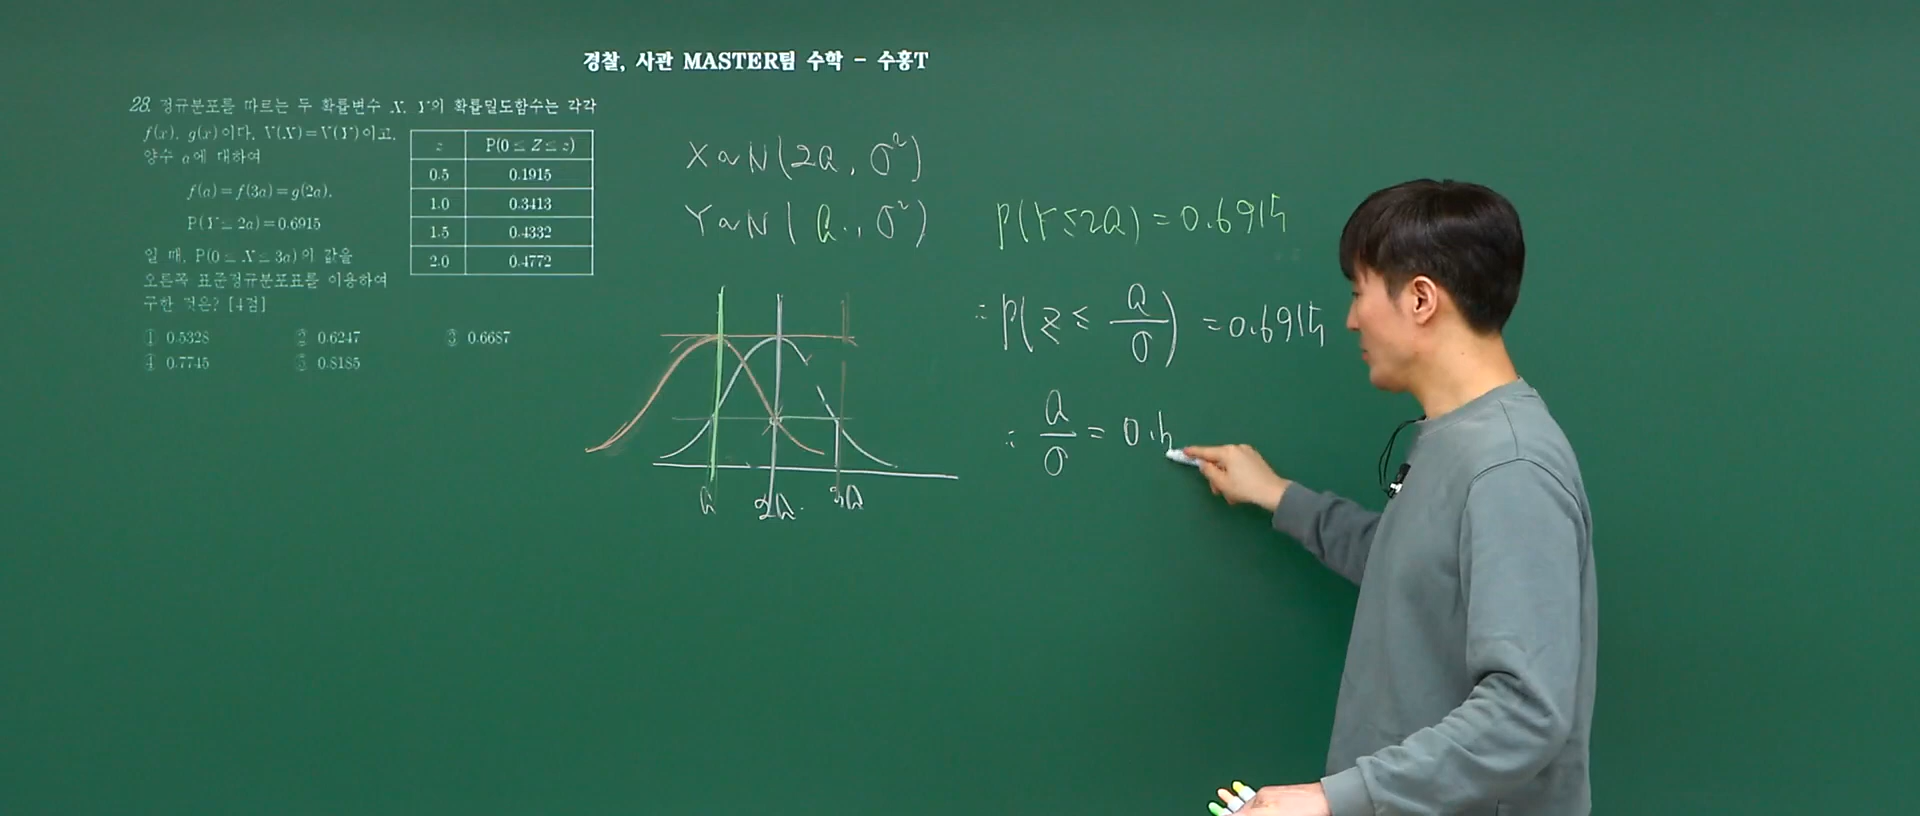 경찰, 사관 MASTER팀 수학 - 수홍T
28. 정규분포를 따르는 두 확률변수 X, Y의 확률밀도함수는 각각
f(x), g(x)이다. V(X)=V(Y)이고,
양수 a에 대하여
f(a)=f(3a)=g(2a),
P(Y≤2a)=0.6915
일 때, P(0≤X≤3a)의 값을
오른쪽 표준정규분포표를 이용하여
구한 것은? [4점]
z P(0≤Z≤z)
0.5 0.1915
1.0 0.3413
1.5 0.4332
2.0 0.4772
① 0.5328 ② 0.6247 ③ 0.6687
④ 0.7745 ⑤ 0.8185
X~N(2a, σ²)
Y~N(a, σ²)
a 2a 3a
P(Y≤2a)=0.6915
∴ P(Z≤ a/σ) =0.6915
∴ a/σ = 0.5